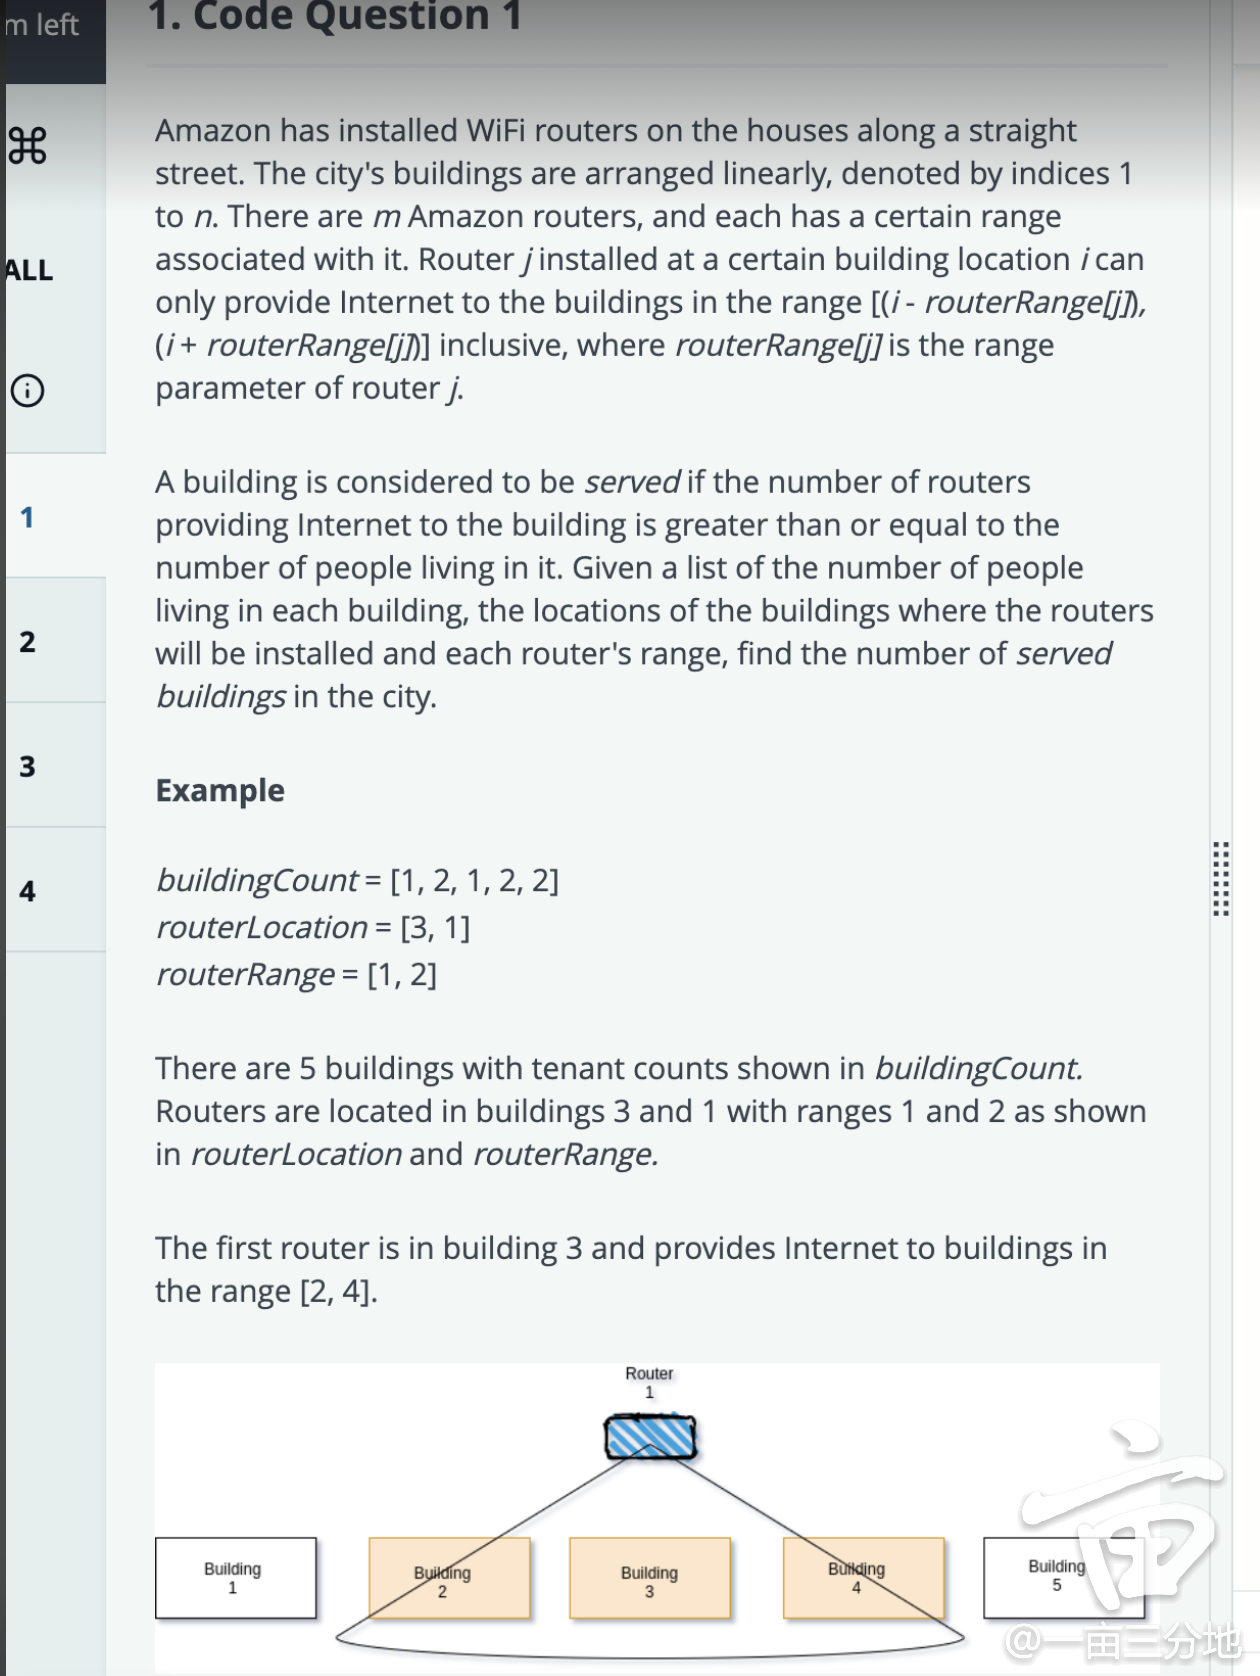 m left
1. Code Question 1
ALL
1
2
3
4
Amazon has installed WiFi routers on the houses along a straight
street. The city's buildings are arranged linearly, denoted by indices 1
to n. There are m Amazon routers, and each has a certain range
associated with it. Router j installed at a certain building location i can
only provide Internet to the buildings in the range [(i - routerRange[j]),
(i + routerRange[j])] inclusive, where routerRange[j] is the range
parameter of router j.
A building is considered to be served if the number of routers
providing Internet to the building is greater than or equal to the
number of people living in it. Given a list of the number of people
living in each building, the locations of the buildings where the routers
will be installed and each router's range, find the number of served
buildings in the city.
Example
buildingCount = [1, 2, 1, 2, 2]
routerLocation = [3, 1]
routerRange = [1, 2]
There are 5 buildings with tenant counts shown in buildingCount.
Routers are located in buildings 3 and 1 with ranges 1 and 2 as shown
in routerLocation and routerRange.
The first router is in building 3 and provides Internet to buildings in
the range [2, 4].
Router
1
Building
1
Building
2
Building
3
Building
4
Building
5
亩
@一亩三分地